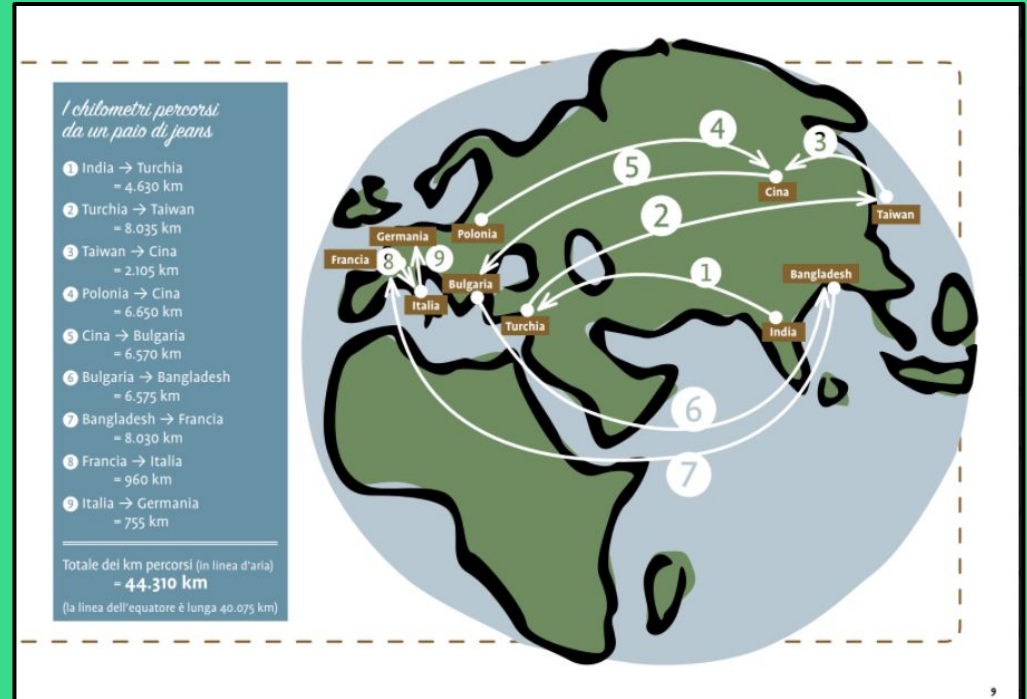 I chilometri percorsi
da un paio di jeans
1 India → Turchia
= 4.630 km
2 Turchia → Taiwan
= 8.035 km
3 Taiwan → Cina
= 2.105 km
4 Polonia → Cina
= 6.650 km
5 Cina → Bulgaria
= 6.570 km
6 Bulgaria → Bangladesh
= 6.575 km
7 Bangladesh → Francia
= 8.030 km
8 Francia → Italia
= 960 km
9 Italia → Germania
= 755 km
Totale dei km percorsi (in linea d'aria)
= 44.310 km
(la linea dell'equatore è lunga 40.075 km)
4
3
5
Cina
2
Taiwan
Polonia
Germania
Francia
8
9
Bulgaria
Bangladesh
1
Italia
Turchia
India
6
7
9